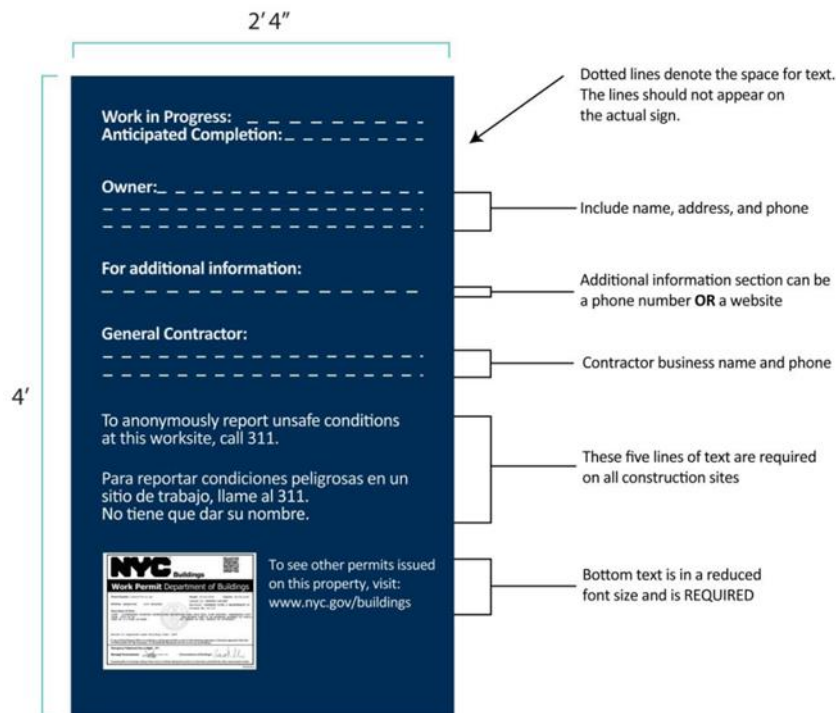 2' 4"
4'
Work in Progress:
Anticipated Completion:
Owner:
For additional information:
General Contractor:
To anonymously report unsafe conditions
at this worksite, call 311.
Para reportar condiciones peligrosas en un
sitio de trabajo, llame al 311.
No tiene que dar su nombre.
NYC Buildings
Work Permit Department of Buildings
To see other permits issued
on this property, visit:
www.nyc.gov/buildings
Dotted lines denote the space for text.
The lines should not appear on
the actual sign.
Include name, address, and phone
Additional information section can be
a phone number OR a website
Contractor business name and phone
These five lines of text are required
on all construction sites
Bottom text is in a reduced
font size and is REQUIRED